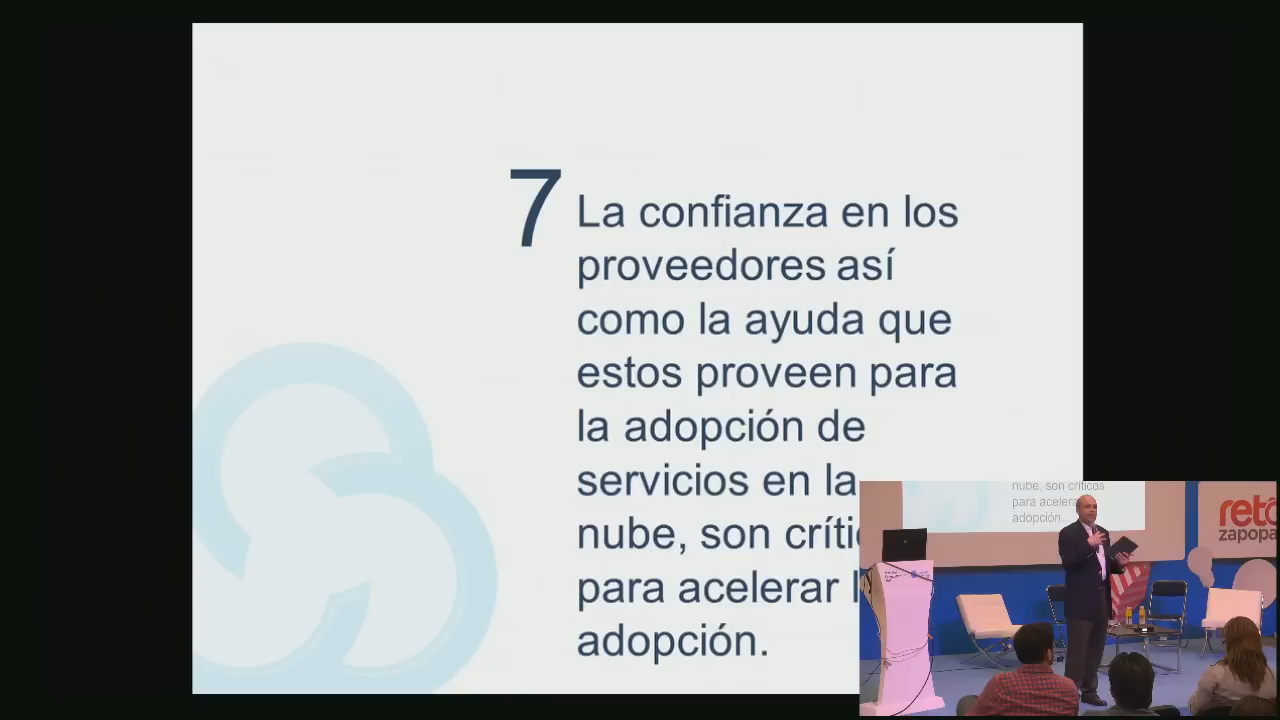 7
La confianza en los
proveedores así
como la ayuda que
estos proveen para
la adopción de
servicios en la
nube, son críti
para acelerar l
adopción.
nube, son críticos
para acelera
adopción.
reto
zapopa